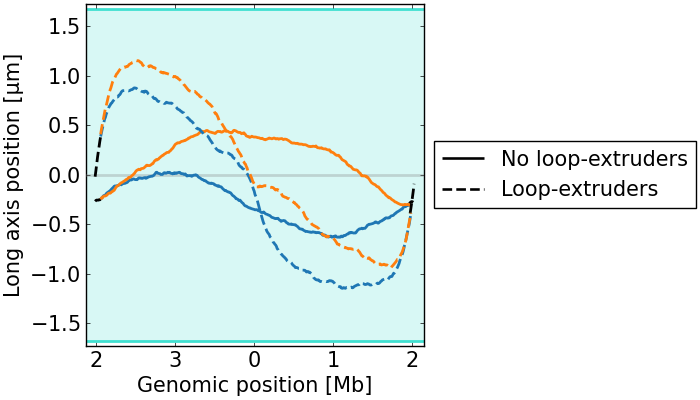 Long axis position [μm]
1.5
1.0
0.5
0.0
−0.5
−1.0
−1.5
2 3 0 1 2
Genomic position [Mb]
No loop-extruders
Loop-extruders